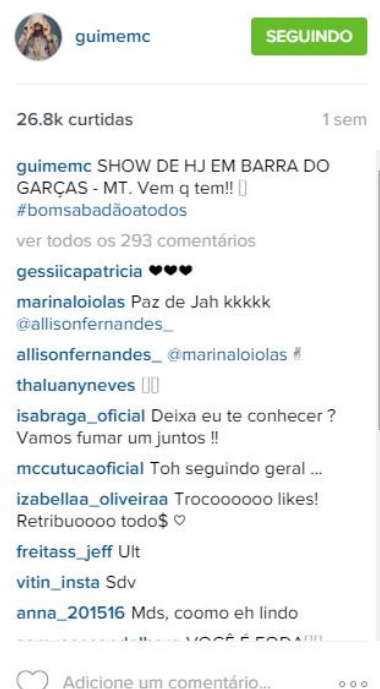 guimemc
SEGUINDO
26.8k curtidas
1 sem
guimemc SHOW DE HJ EM BARRA DO
GARÇAS - MT. Vem q tem!!
#bomsabadãoatodos
ver todos os 293 comentários
gessiicapatricia ♥♥♥
marinaloiolas Paz de Jah kkkkk
@allisonfernandes_
allisonfernandes_ @marinaloiolas ✌
thaluanyneves
isabraga_oficial Deixa eu te conhecer ?
Vamos fumar um juntos !!
mccutucaoficial Toh seguindo geral ...
izabellaa_oliveiraa Trocoooooo likes!
Retribuoooo todo$ ♡
freitass_jeff Ult
vitin_insta Sdv
anna_201516 Mds, coomo eh lindo
VOCÊ É FODA
Adicione um comentário...